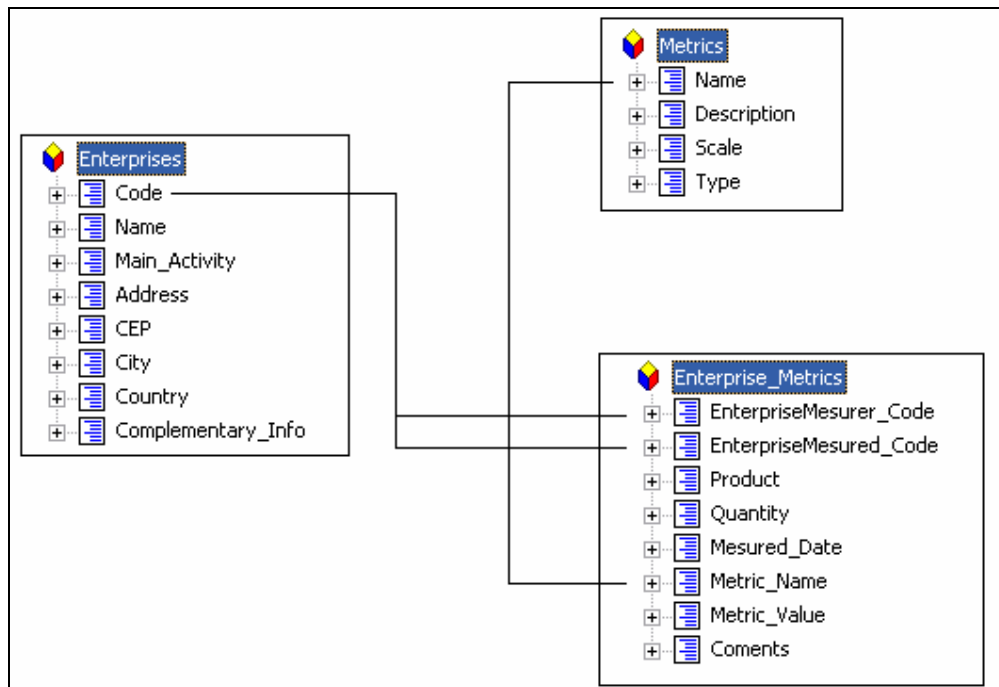 Metrics
Name
Description
Scale
Type
Enterprises
Code
Name
Main_Activity
Address
CEP
City
Country
Complementary_Info
Enterprise_Metrics
EnterpriseMesurer_Code
EnterpriseMesured_Code
Product
Quantity
Mesured_Date
Metric_Name
Metric_Value
Coments